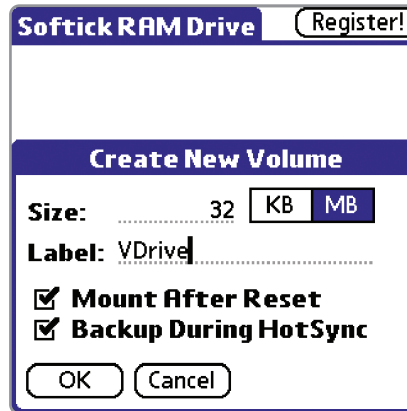 Softick RAM Drive Register!
Create New Volume
Size: 32 KB MB
Label: VDrive
Mount After Reset
Backup During HotSync
OK Cancel